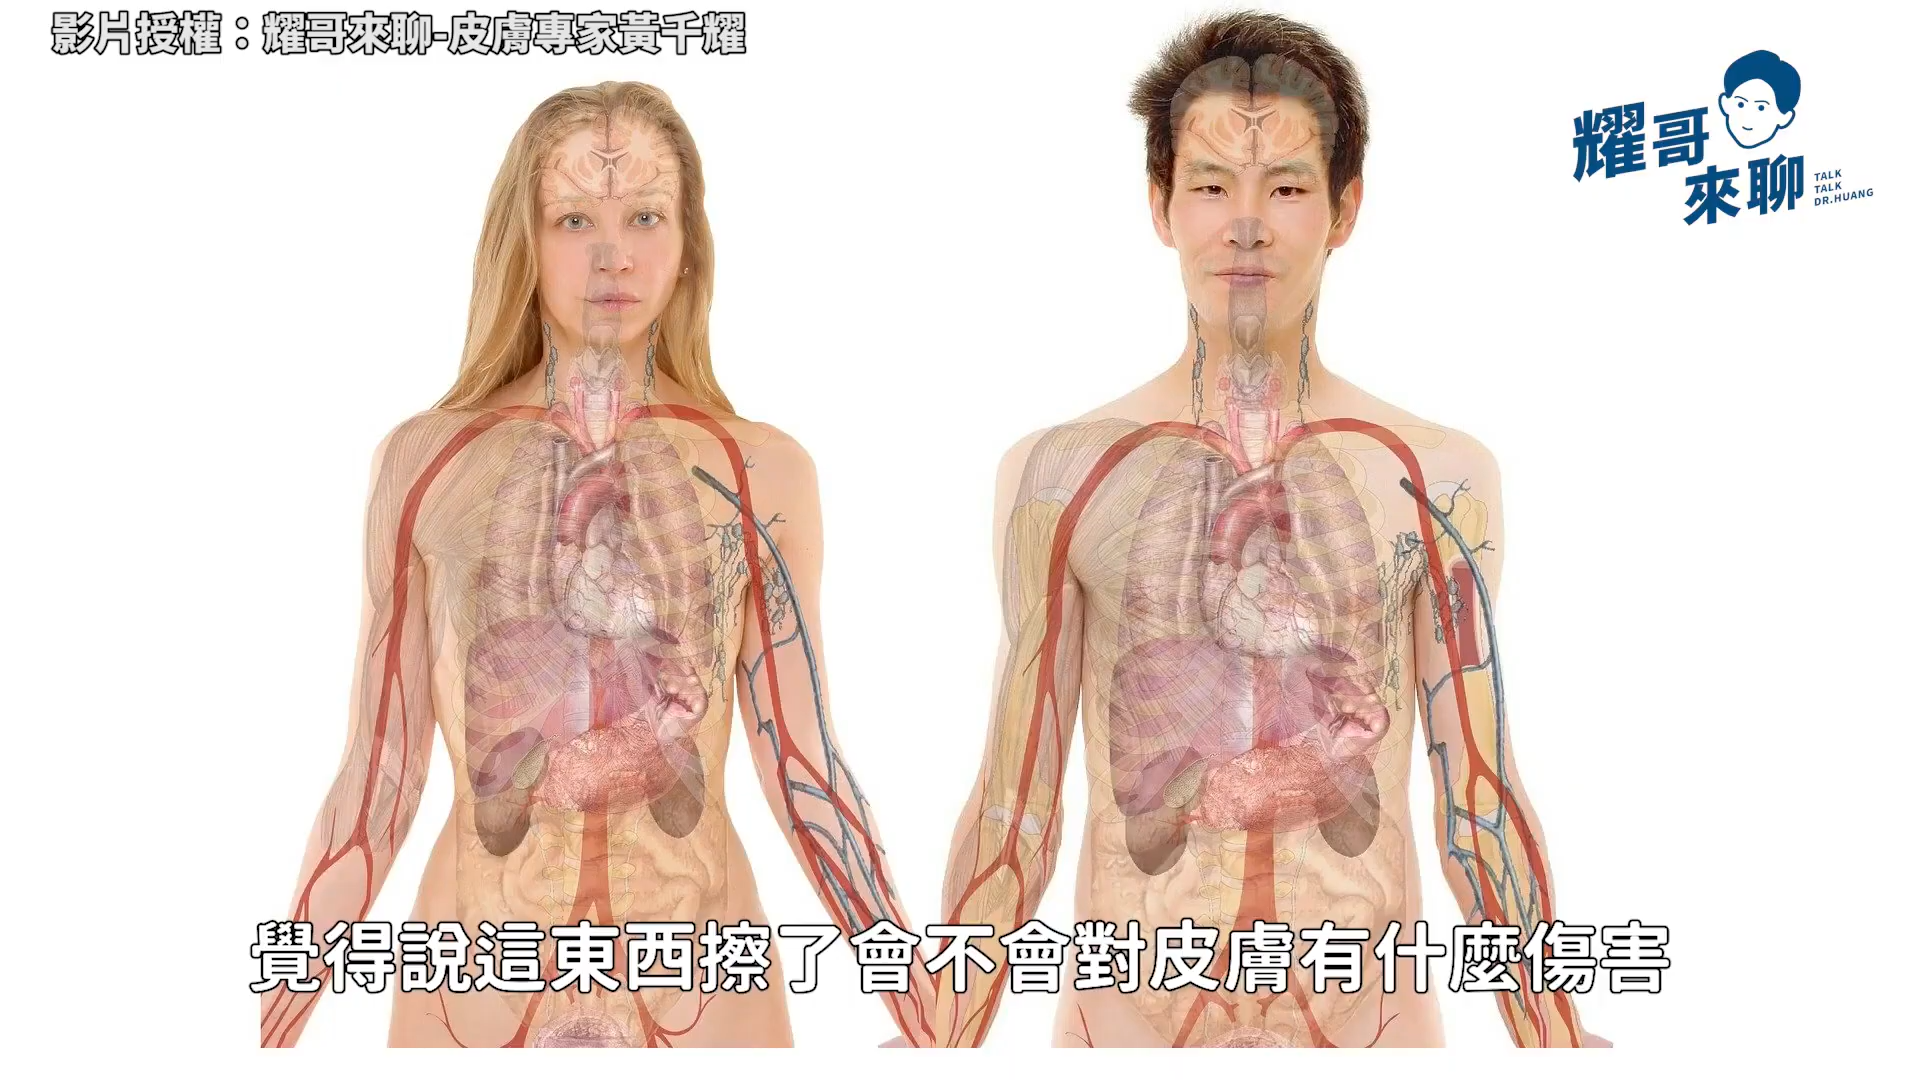 影片授權：耀哥來聊-皮膚專家黃千耀
耀哥
來聊
TALK
TALK
DR.HUANG
覺得說這東西擦了會不會對皮膚有什麼傷害